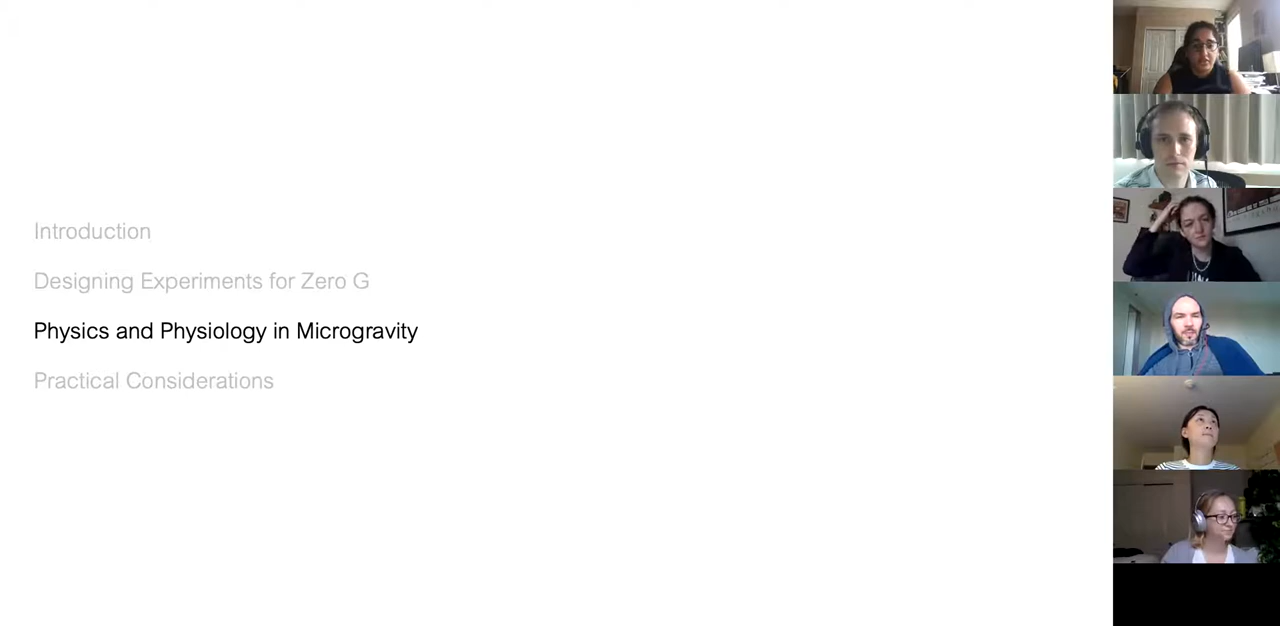 Introduction
Designing Experiments for Zero G
Physics and Physiology in Microgravity
Practical Considerations